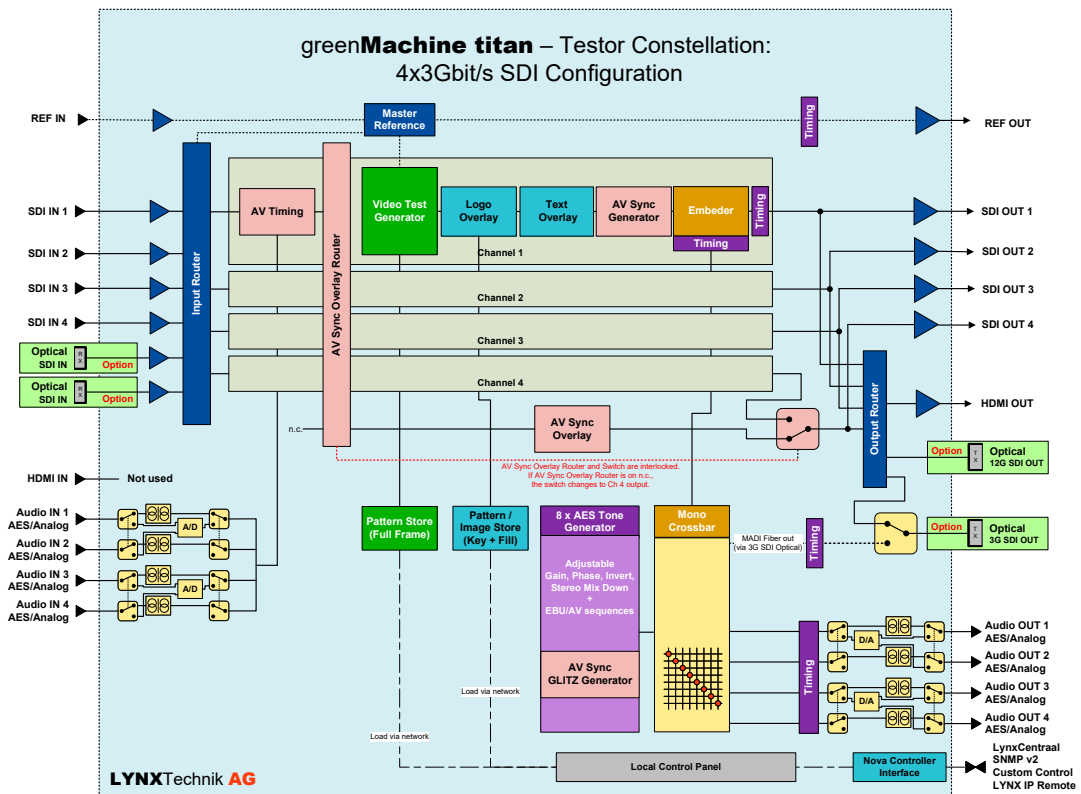 greenMachine titan – Testor Constellation:
4x3Gbit/s SDI Configuration
REF IN
Master
Reference
Timing
REF OUT
SDI IN 1
SDI IN 2
SDI IN 3
SDI IN 4
Optical
SDI IN
R
X
Option
Optical
SDI IN
R
X
Option
Input Router
AV Timing
AV Sync Overlay Router
Video Test
Generator
Logo
Overlay
Text
Overlay
AV Sync
Generator
Embeder
Timing
Timing
Channel 1
Channel 2
Channel 3
Channel 4
SDI OUT 1
SDI OUT 2
SDI OUT 3
SDI OUT 4
HDMI OUT
Output Router
n.c.
AV Sync
Overlay
AV Sync Overlay Router and Switch are interlocked.
If AV Sync Overlay Router is on n.c.,
the switch changes to Ch 4 output.
Option
T
X
Optical
12G SDI OUT
Option
T
X
Optical
3G SDI OUT
HDMI IN
Not used
Audio IN 1
AES/Analog
Audio IN 2
AES/Analog
Audio IN 3
AES/Analog
Audio IN 4
AES/Analog
A/D
A/D
Pattern Store
(Full Frame)
Pattern /
Image Store
(Key + Fill)
8 x AES Tone
Generator
Adjustable
Gain, Phase, Invert,
Stereo Mix Down
+
EBU/AV sequences
AV Sync
GLITZ Generator
Mono
Crossbar
MADI Fiber out
(via 3G SDI Optical)
Timing
Timing
D/A
D/A
Audio OUT 1
AES/Analog
Audio OUT 2
AES/Analog
Audio OUT 3
AES/Analog
Audio OUT 4
AES/Analog
Load via network
Load via network
LYNXTechnik AG
Local Control Panel
Nova Controller
Interface
LynxCentraal
SNMP v2
Custom Control
LYNX IP Remote